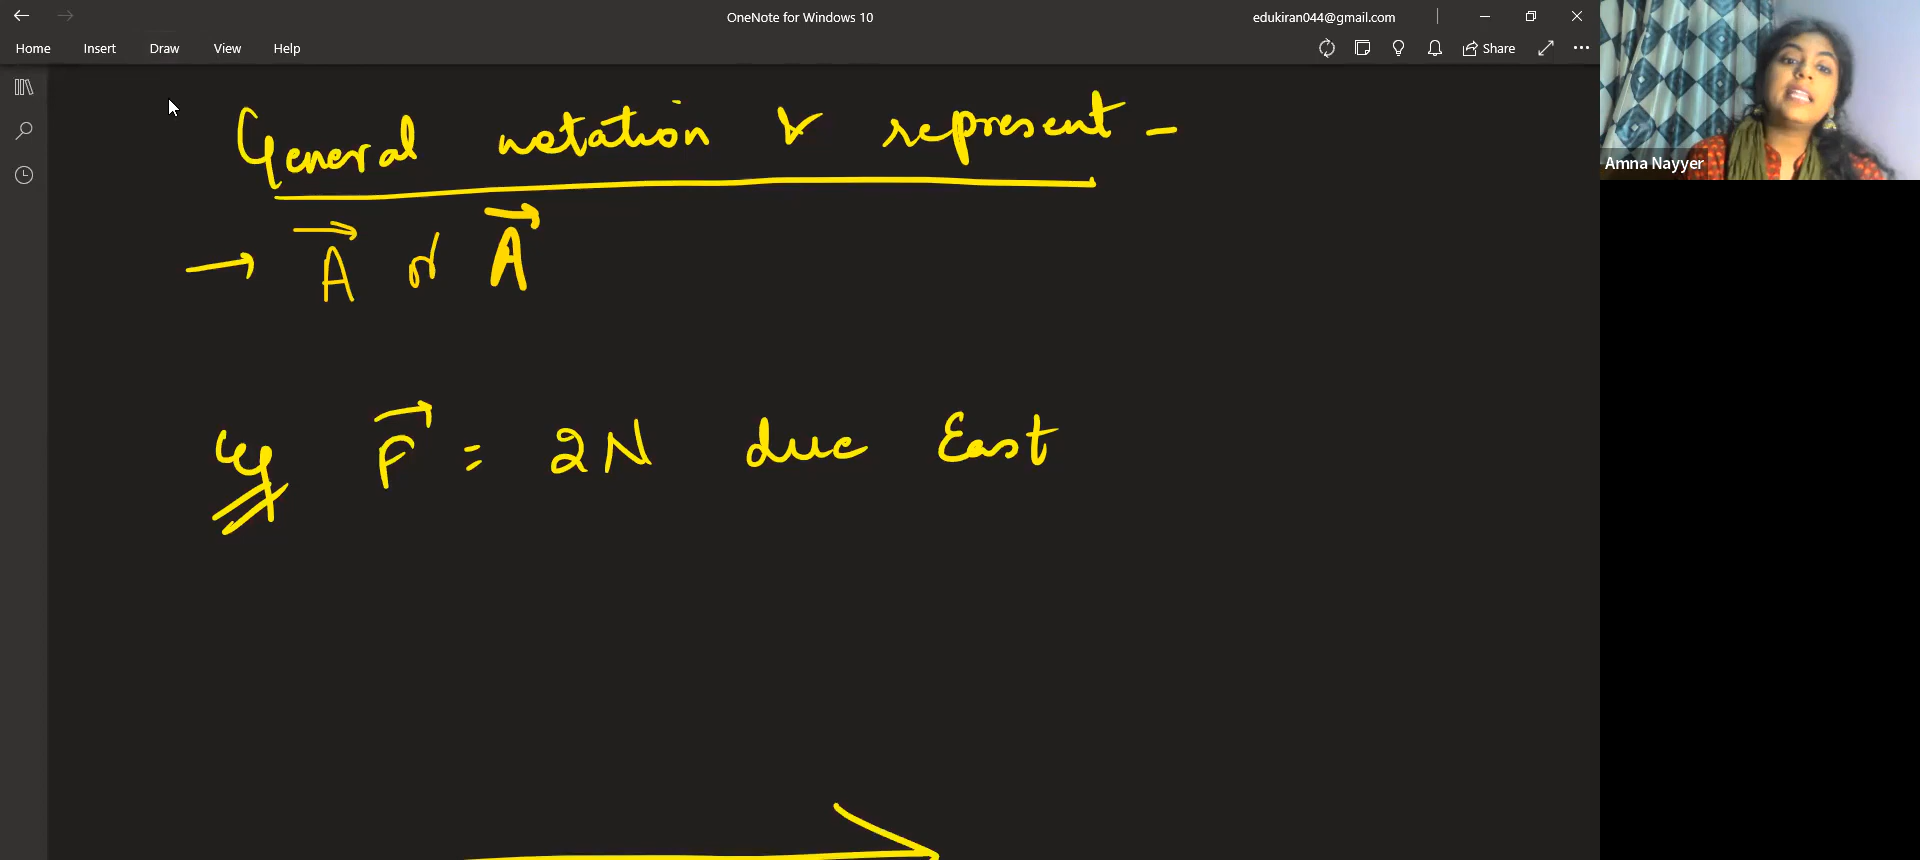 OneNote for Windows 10
edukiran044@gmail.com
Home Insert Draw View Help
Share
General notation & represent -
→ A or A
eg F = 2N due East
Amna Nayyer